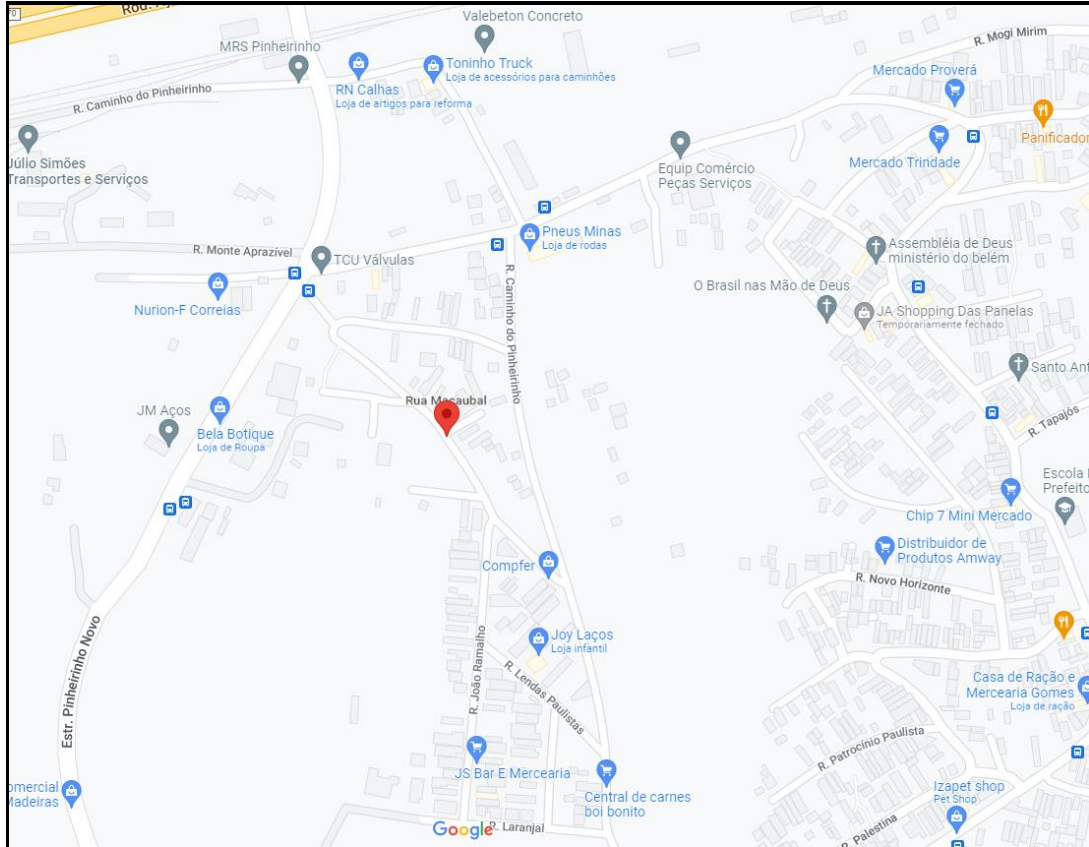 Valebeton Concreto
MRS Pinheirinho
R. Mogi Mirim
Toninho Truck
Loja de acessórios para caminhões
RN Calhas
Loja de artigos para reforma
Mercado Proverá
R. Caminho do Pinheirinho
Panificador
Júlio Simões
Transportes e Serviços
Mercado Trindade
Equip Comércio
Peças Serviços
Pneus Minas
Loja de rodas
R. Monte Aprazível
TCU Válvulas
Assembléia de Deus
ministério do belém
Nurion-F Correias
O Brasil nas Mão de Deus
JA Shopping Das Panelas
Temporariamente fechado
R. Caminho do Pinheirinho
Santo Ant
Rua Macaubal
JM Aços
Bela Botique
Loja de Roupa
R. Tapajós
Escola
Prefeito
Chip 7 Mini Mercado
Distribuidor de
Produtos Amway
Compfer
R. Novo Horizonte
Estr. Pinheirinho Novo
R. João Ramalho
Joy Laços
Loja infantil
R. Lendas Paulistas
Casa de Ração e
Mercearia Gomes
Loja de ração
R. Patrocínio Paulista
JS Bar E Mercearia
omercial
Madeiras
Central de carnes
boi bonito
Izapet shop
Pet Shop
Google
R. Laranjal
R. Palestina